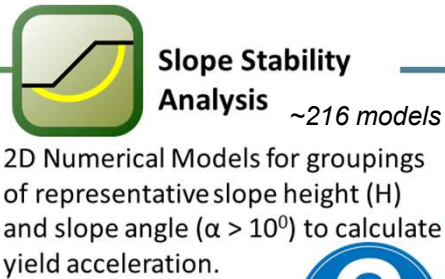 Slope Stability
Analysis ~216 models
2D Numerical Models for groupings
of representative slope height (H)
and slope angle (α > 10⁰) to calculate
yield acceleration.